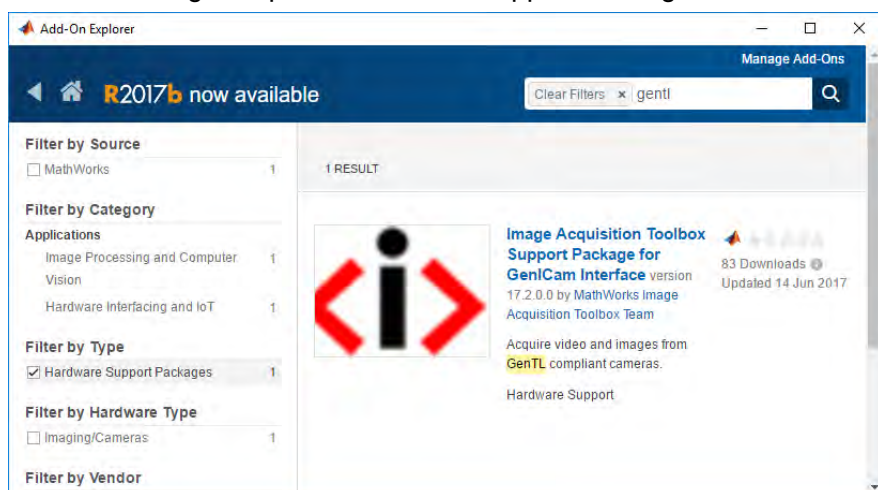 Add-On Explorer
Manage Add-Ons
R2017b now available
Clear Filters × gentl
Filter by Source
MathWorks 1
Filter by Category
Applications
Image Processing and Computer 1
Vision
Hardware Interfacing and IoT 1
Filter by Type
Hardware Support Packages 1
Filter by Hardware Type
Imaging/Cameras 1
Filter by Vendor
1 RESULT
Image Acquisition Toolbox
Support Package for
GenICam Interface version
17.2.0.0 by MathWorks Image
Acquisition Toolbox Team
Acquire video and images from
GenTL compliant cameras.
Hardware Support
83 Downloads
Updated 14 Jun 2017